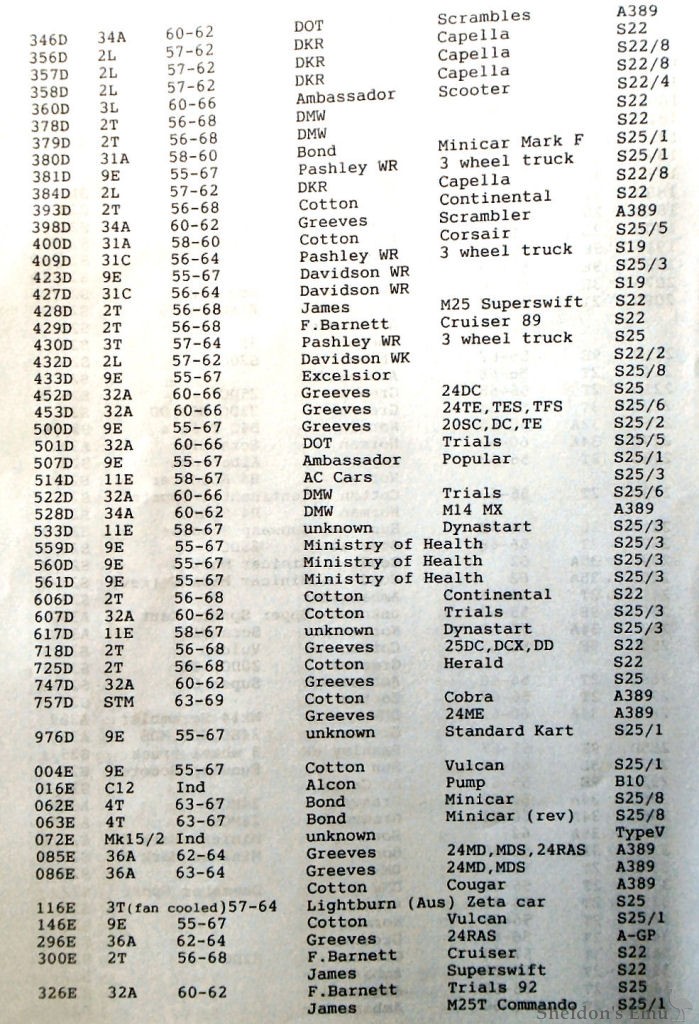 346D 34A 60-62 DOT Scrambles A389
356D 2L 57-62 DKR Capella S22
357D 2L 57-62 DKR Capella S22/8
358D 2L 57-62 DKR Capella S22/8
360D 3L 60-66 Ambassador Scooter S22/4
378D 2T 56-68 DMW S22
379D 2T 56-68 DMW S22
380D 31A 58-60 Bond Minicar Mark F S25/1
381D 9E 55-67 Pashley WR 3 wheel truck S25/1
384D 2L 57-62 DKR Capella S22/8
393D 2T 56-68 Cotton Continental S22
398D 34A 60-62 Greeves Scrambler A389
400D 31A 58-60 Cotton Corsair S25/5
409D 31C 56-64 Pashley WR 3 wheel truck S19
423D 9E 55-67 Davidson WR S25/3
427D 31C 56-64 Davidson WR S19
428D 2T 56-68 James M25 Superswift S22
429D 2T 56-68 F.Barnett Cruiser 89 S22
430D 3T 57-64 Pashley WR 3 wheel truck S25
432D 2L 57-62 Davidson WK S22/2
433D 9E 55-67 Excelsior S25/8
452D 32A 60-66 Greeves 24DC S25
453D 32A 60-66 Greeves 24TE,TES,TFS S25/6
500D 9E 55-67 Greeves 20SC,DC,TE S25/2
501D 32A 60-66 DOT Trials S25/5
507D 9E 55-67 Ambassador Popular S25/1
514D 11E 58-67 AC Cars S25/3
522D 32A 60-66 DMW Trials S25/6
528D 34A 60-62 DMW M14 MX A389
533D 11E 58-67 unknown Dynastart S25/3
559D 9E 55-67 Ministry of Health S25/3
560D 9E 55-67 Ministry of Health S25/3
561D 9E 55-67 Ministry of Health S25/3
606D 2T 56-68 Cotton Continental S22
607D 32A 60-62 Cotton Trials S25/3
617D 11E 58-67 unknown Dynastart S25/3
718D 2T 56-68 Greeves 25DC,DCX,DD S22
725D 2T 56-68 Cotton Herald S22
747D 32A 60-62 Greeves S25
757D STM 63-69 Cotton Cobra A389
Greeves 24ME A389
976D 9E 55-67 unknown Standard Kart S25/1
004E 9E 55-67 Cotton Vulcan S25/1
016E C12 Ind Alcon Pump B10
062E 4T 63-67 Bond Minicar S25/8
063E 4T 63-67 Bond Minicar (rev) S25/8
072E Mk15/2 Ind unknown TypeV
085E 36A 62-64 Greeves 24MD,MDS,24RAS A389
086E 36A 63-64 Greeves 24MD,MDS A389
Cotton Cougar A389
116E 3T(fan cooled)57-64 Lightburn (Aus) Zeta car S25
146E 9E 55-67 Cotton Vulcan S25/1
296E 36A 62-64 Greeves 24RAS A-GP
300E 2T 56-68 F.Barnett Cruiser S22
James Superswift S22
326E 32A 60-62 F.Barnett Trials 92 S25
James M25T Commando S25/1
Sheldon's Emu